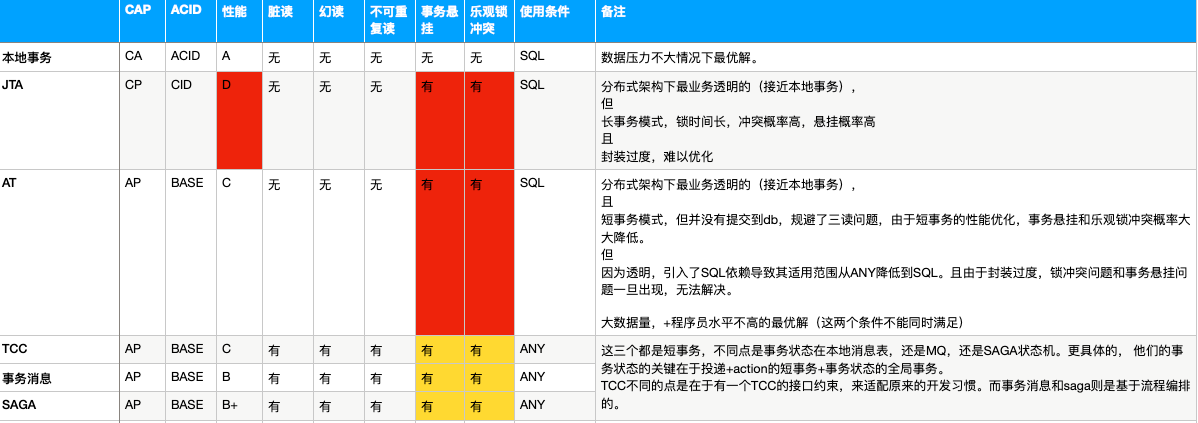 CAP ACID 性能 脏读 幻读 不可重 事务悬 乐观锁 使用条件 备注
复读 挂 冲突
本地事务 CA ACID A 无 无 无 无 无 SQL 数据压力不大情况下最优解。
JTA CP CID D 无 无 无 有 有 SQL 分布式架构下最业务透明的（接近本地事务），
但
长事务模式，锁时间长，冲突概率高，悬挂概率高
且
封装过度，难以优化
AT AP BASE C 无 无 无 有 有 SQL 分布式架构下最业务透明的（接近本地事务），
且
短事务模式，但并没有提交到db，规避了三读问题，由于短事务的性能优化，事务悬挂和乐观锁冲突概率大
大降低。
但
因为透明，引入了SQL依赖导致其适用范围从ANY降低到SQL。且由于封装过度，锁冲突问题和事务悬挂问
题一旦出现，无法解决。
大数据量，+程序员水平不高的最优解（这两个条件不能同时满足）
TCC AP BASE C 有 有 有 有 有 ANY 这三个都是短事务，不同点是事务状态在本地消息表，还是MQ，还是SAGA状态机。更具体的， 他们的事
务状态的关键在于投递+action的短事务+事务状态的全局事务。
事务消息 AP BASE B 有 有 有 有 有 ANY TCC不同的点是在于有一个TCC的接口约束，来适配原来的开发习惯。而事务消息和saga则是基于流程编排
的。
SAGA AP BASE B+ 有 有 有 有 有 ANY